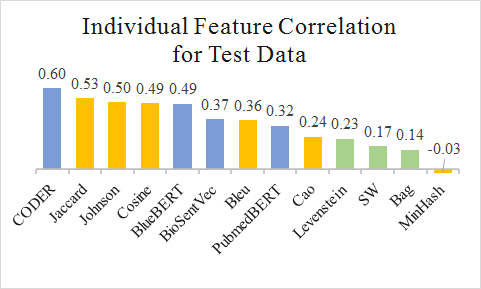 Individual Feature Correlation
for Test Data
0.60
0.53
0.50
0.49
0.49
0.37
0.36
0.32
0.24
0.23
0.17
0.14
-0.03
CODER
Jaccard
Johnson
Cosine
BlueBERT
BioSentVec
Bleu
PubmedBERT
Cao
Levenstein
SW
Bag
MinHash